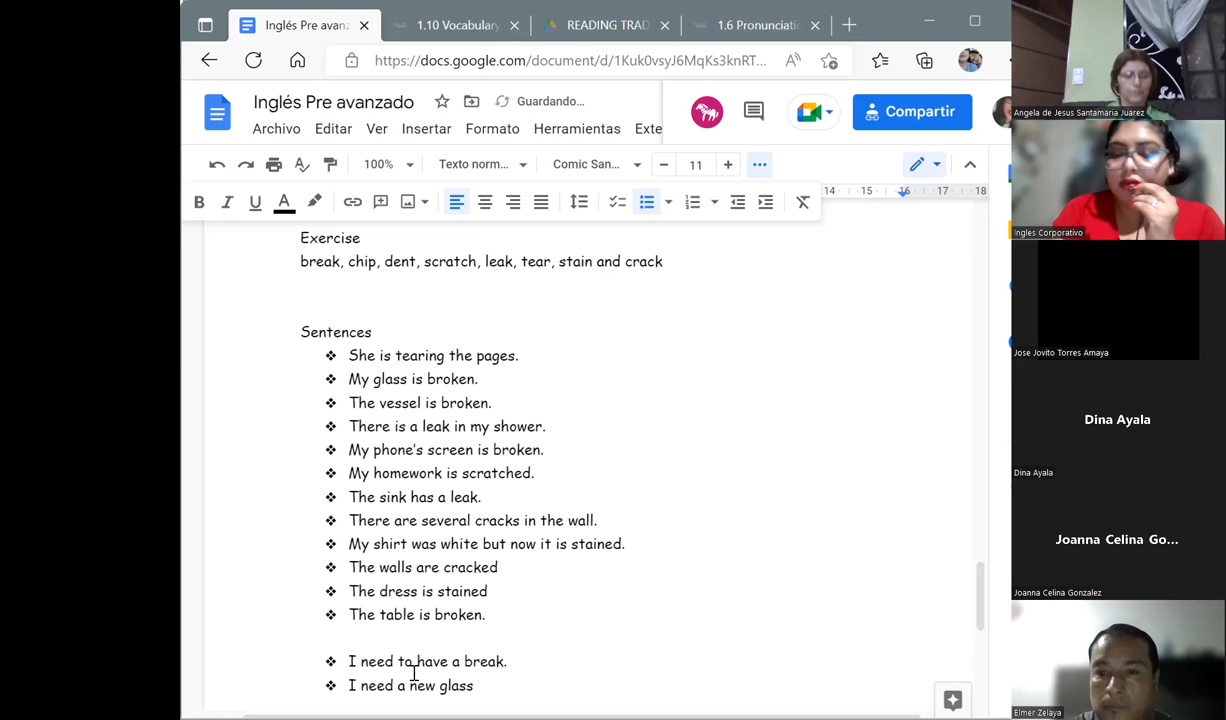 Inglés Pre avanz
1.10 Vocabular
READING TRAD
1.6 Pronunciati
https://docs.google.com/document/d/1Kuk0vsyJ6MqKs3knRT...
Inglés Pre avanzado
Guardando...
Compartir
Archivo Editar Ver Insertar Formato Herramientas Exte
100% Texto norm... Comic San... 11
B I U A
14 15 16 17 18
Exercise
break, chip, dent, scratch, leak, tear, stain and crack
Sentences
❖ She is tearing the pages.
❖ My glass is broken.
❖ The vessel is broken.
❖ There is a leak in my shower.
❖ My phone's screen is broken.
❖ My homework is scratched.
❖ The sink has a leak.
❖ There are several cracks in the wall.
❖ My shirt was white but now it is stained.
❖ The walls are cracked
❖ The dress is stained
❖ The table is broken.
❖ I need to have a break.
❖ I need a new glass
Angela de Jesus Santamaria Juarez
Ingles Corporativo
Jose Jovito Torres Amaya
Dina Ayala
Dina Ayala
Joanna Celina Go...
Joanna Celina Gonzalez
Elmer Zelaya